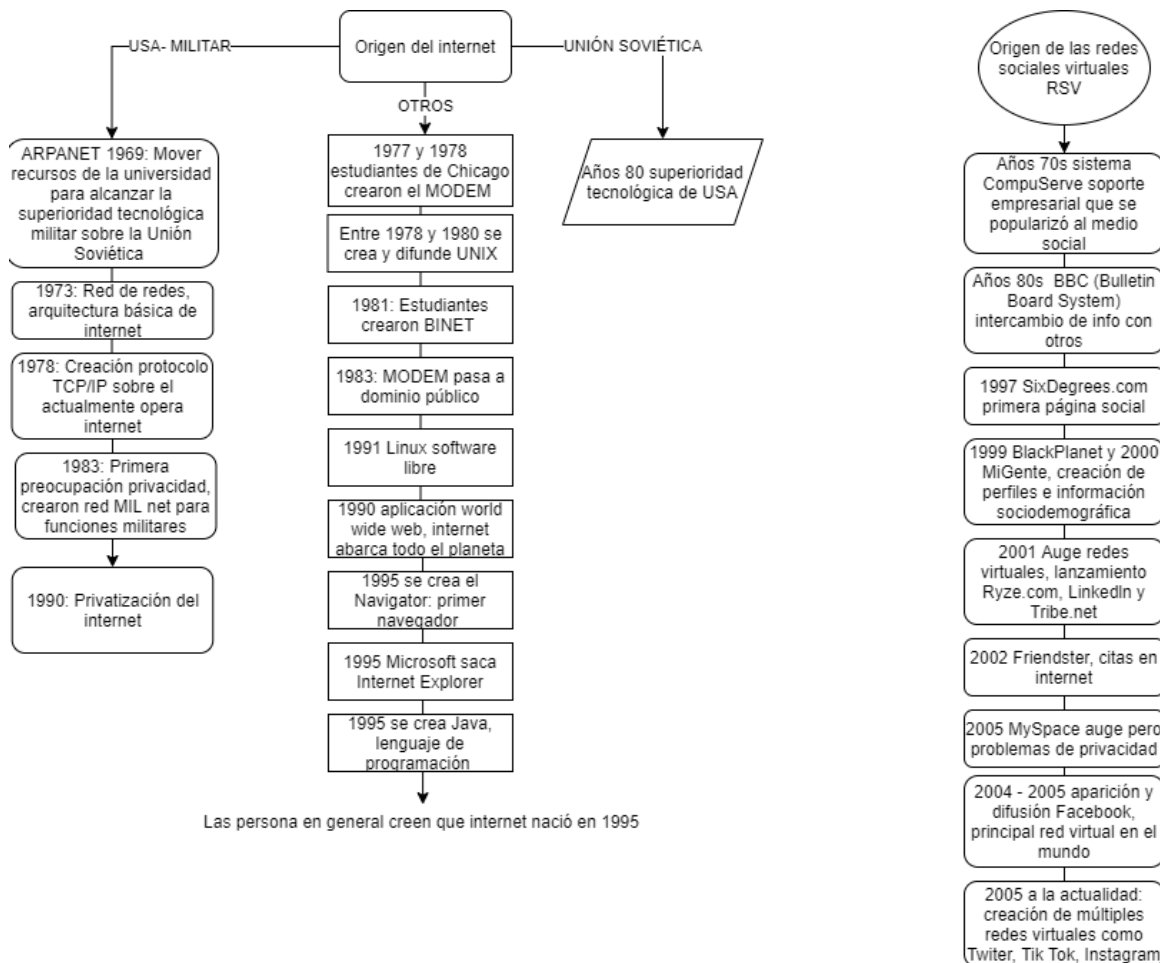 Origen del internet
USA- MILITAR
UNIÓN SOVIÉTICA
OTROS
ARPANET 1969: Mover
recursos de la universidad
para alcanzar la
superioridad tecnológica
militar sobre la Unión
Soviética
1973: Red de redes,
arquitectura básica de
internet
1978: Creación protocolo
TCP/IP sobre el
actualmente opera
internet
1983: Primera
preocupación privacidad,
crearon red MIL net para
funciones militares
1990: Privatización del
internet
1977 y 1978
estudiantes de Chicago
crearon el MODEM
Entre 1978 y 1980 se
crea y difunde UNIX
1981: Estudiantes
crearon BINET
1983: MODEM pasa a
dominio público
1991 Linux software
libre
1990 aplicación world
wide web, internet
abarca todo el planeta
1995 se crea el
Navigator: primer
navegador
1995 Microsoft saca
Internet Explorer
1995 se crea Java,
lenguaje de
programación
Las persona en general creen que internet nació en 1995
Años 80 superioridad
tecnológica de USA
Origen de las redes
sociales virtuales
RSV
Años 70s sistema
CompuServe soporte
empresarial que se
popularizó al medio
social
Años 80s BBC (Bulletin
Board System)
intercambio de info con
otros
1997 SixDegrees.com
primera página social
1999 BlackPlanet y 2000
MiGente, creación de
perfiles e información
sociodemográfica
2001 Auge redes
virtuales, lanzamiento
Ryze.com, LinkedIn y
Tribe.net
2002 Friendster, citas en
internet
2005 MySpace auge pero
problemas de privacidad
2004 - 2005 aparición y
difusión Facebook,
principal red virtual en el
mundo
2005 a la actualidad:
creación de múltiples
redes virtuales como
Twiter, Tik Tok, Instagram